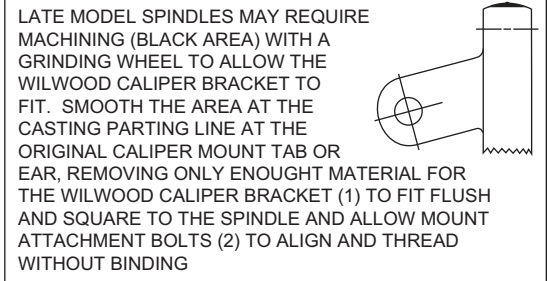 LATE MODEL SPINDLES MAY REQUIRE
MACHINING (BLACK AREA) WITH A
GRINDING WHEEL TO ALLOW THE
WILWOOD CALIPER BRACKET TO
FIT.  SMOOTH THE AREA AT THE
CASTING PARTING LINE AT THE
ORIGINAL CALIPER MOUNT TAB OR
EAR, REMOVING ONLY ENOUGHT MATERIAL FOR
THE WILWOOD CALIPER BRACKET (1) TO FIT FLUSH
AND SQUARE TO THE SPINDLE AND ALLOW MOUNT
ATTACHMENT BOLTS (2) TO ALIGN AND THREAD
WITHOUT BINDING